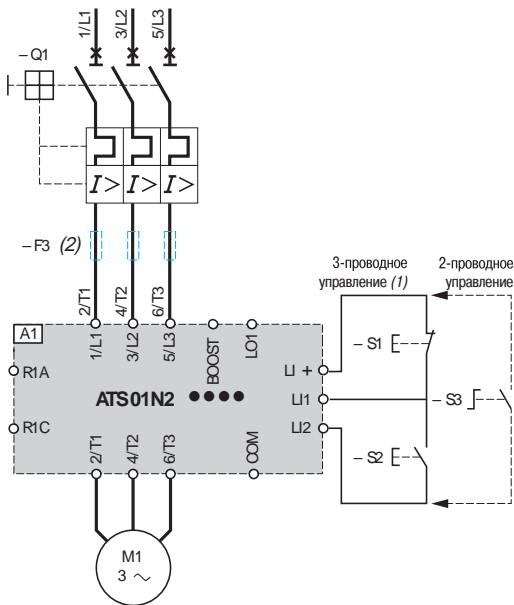 1/L1
3/L2
5/L3
– Q1
I >
I >
I >
– F3 (2)
2/T1
4/T2
6/T3
3-проводное
управление (1)
2-проводное
управление
A1
1/L1
3/L2
5/L3
BOOST
LO1
– S1
R1A
LI +
ATS01N2 ●●●●
LI1
– S3
R1C
LI2
2/T1
4/T2
6/T3
COM
– S2
M1
3 ~